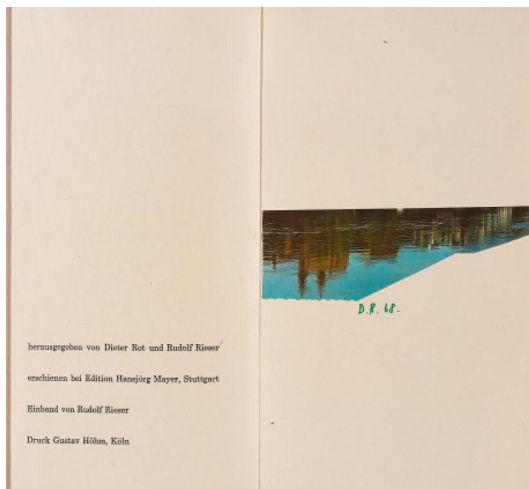 herausgegeben von Dieter Rot und Rudolf Rieser
erschienen bei Edition Hansjörg Mayer, Stuttgart
Einband von Rudolf Rieser
Druck Gustav Höhm, Köln
D.R. 68.